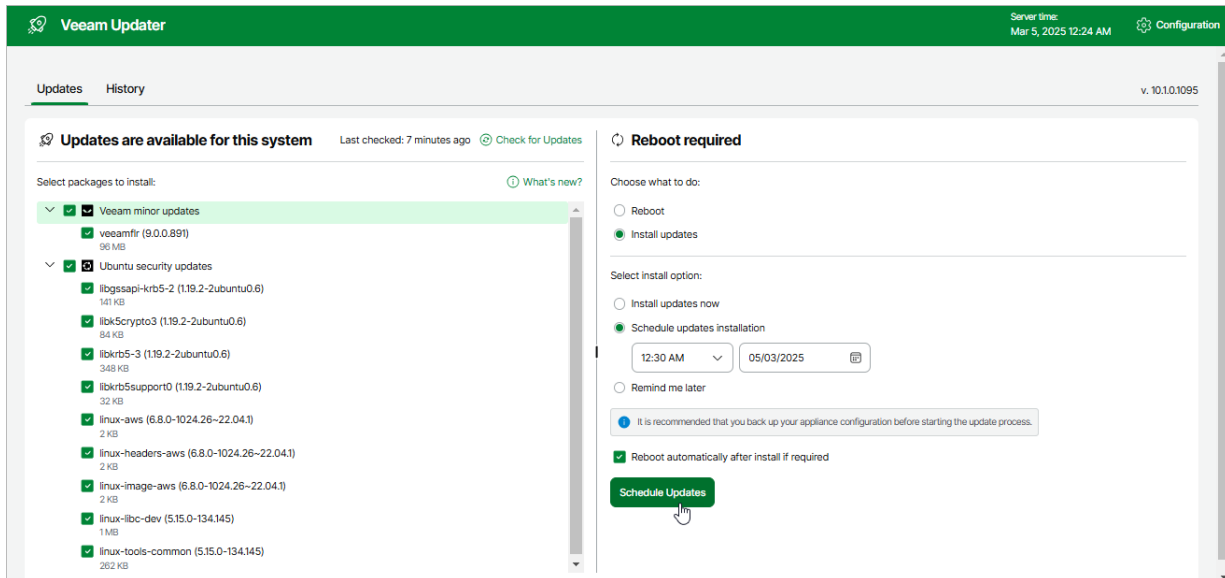 Veeam Updater
Server time:
Mar 5, 2025 12:24 AM
Configuration
Updates
History
v. 10.1.0.1095
Updates are available for this system
Last checked: 7 minutes ago
Check for Updates
Select packages to install:
What's new?
Veeam minor updates
veeamflr (9.0.0.891)
96 MB
Ubuntu security updates
libgssapi-krb5-2 (1.19.2-2ubuntu0.6)
141 KB
libk5crypto3 (1.19.2-2ubuntu0.6)
84 KB
libkrb5-3 (1.19.2-2ubuntu0.6)
348 KB
libkrb5support0 (1.19.2-2ubuntu0.6)
32 KB
linux-aws (6.8.0-1024.26~22.04.1)
2 KB
linux-headers-aws (6.8.0-1024.26~22.04.1)
2 KB
linux-image-aws (6.8.0-1024.26~22.04.1)
2 KB
linux-libc-dev (5.15.0-134.145)
1 MB
linux-tools-common (5.15.0-134.145)
262 KB
Reboot required
Choose what to do:
Reboot
Install updates
Select install option:
Install updates now
Schedule updates installation
12:30 AM
05/03/2025
Remind me later
It is recommended that you back up your appliance configuration before starting the update process.
Reboot automatically after install if required
Schedule Updates